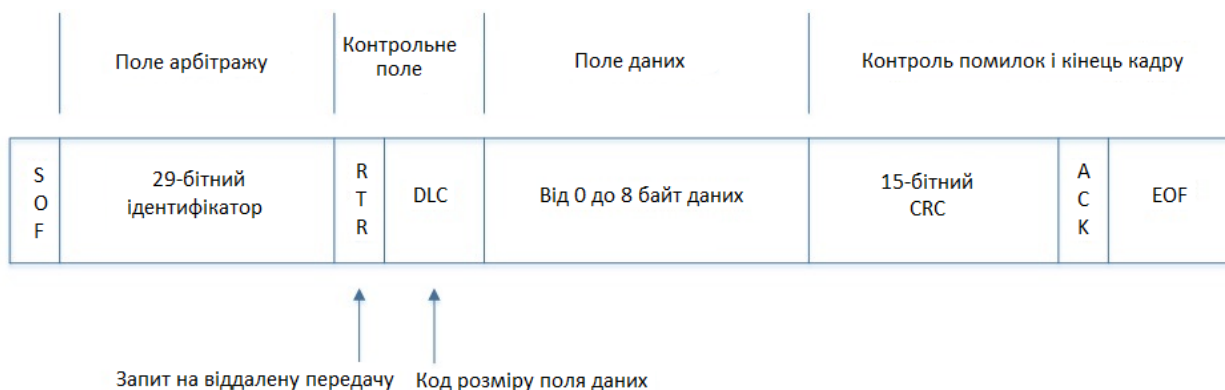 Поле арбітражу
Контрольне
поле
Поле даних
Контроль помилок і кінець кадру
S
O
F
29-бітний
ідентифікатор
R
T
R
DLC
Від 0 до 8 байт даних
15-бітний
CRC
A
C
K
EOF
Запит на віддалену передачу
Код розміру поля даних